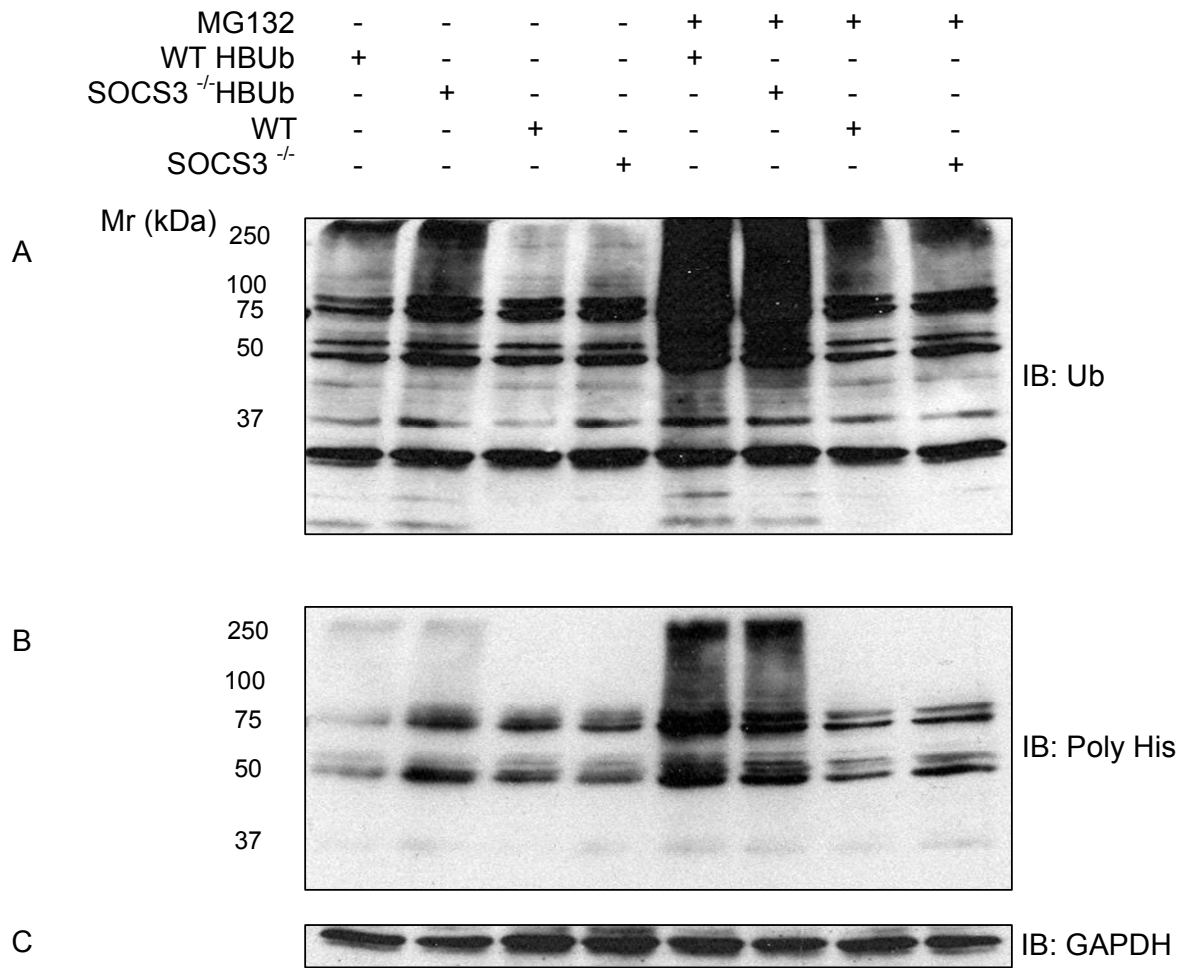 MG132 - - - - + + + +
WT HBUb + - - - + - - -
SOCS3 -/-HBUb - + - - - + - -
WT - - + - - - + -
SOCS3 -/- - - - + - - - +
Mr (kDa)
A
250
100
75
50
37
IB: Ub
B
250
100
75
50
37
IB: Poly His
C
IB: GAPDH